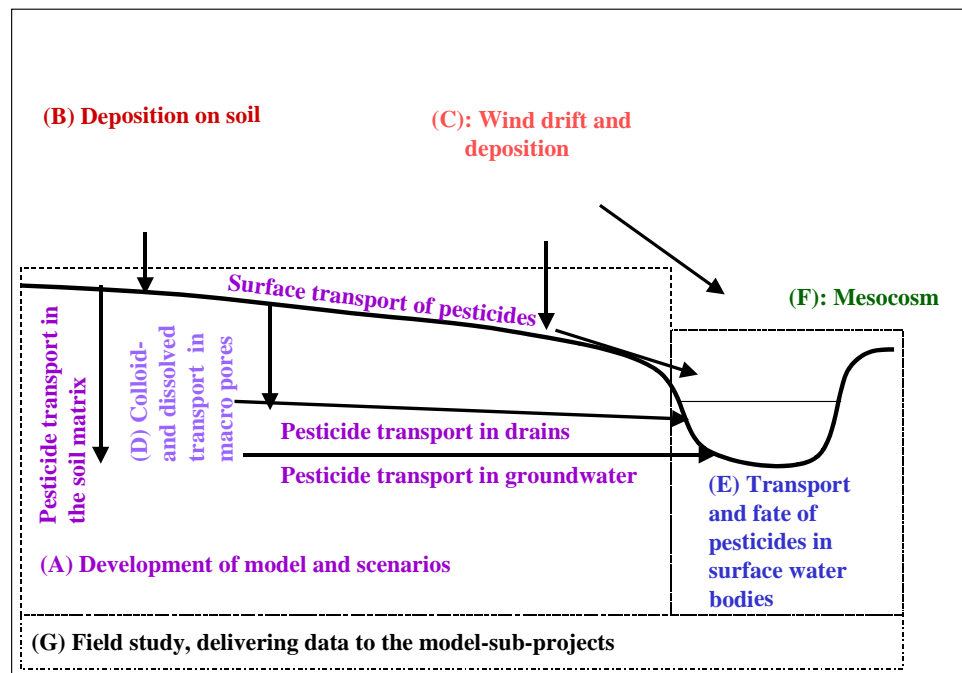 (B) Deposition on soil
(C): Wind drift and
deposition
Surface transport of pesticides
(F): Mesocosm
Pesticide transport in
the soil matrix
(D) Colloid-
and dissolved
transport in
macro pores
Pesticide transport in drains
Pesticide transport in groundwater
(E) Transport
and fate of
pesticides in
surface water
bodies
(A) Development of model and scenarios
(G) Field study, delivering data to the model-sub-projects